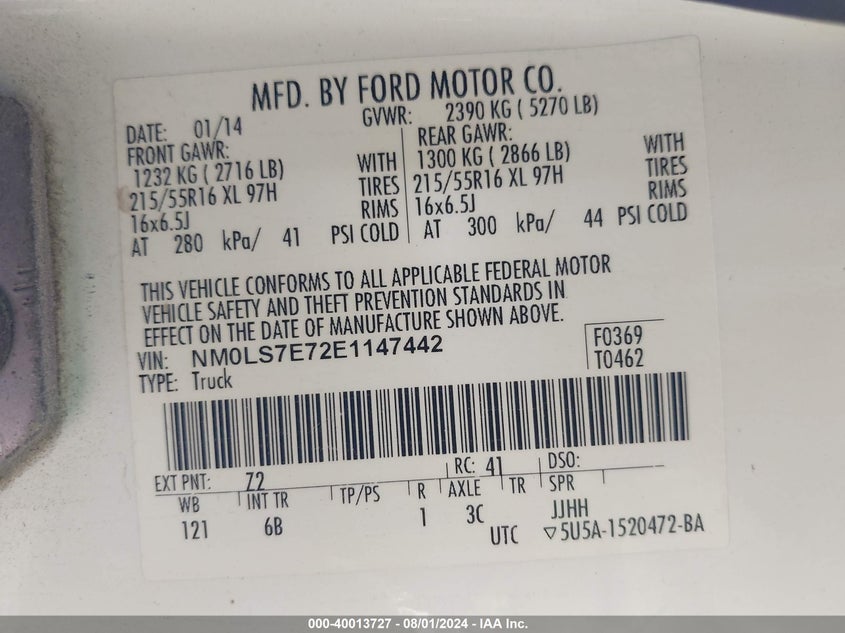 MFD. BY FORD MOTOR CO.
DATE: 01/14 GVWR: 2390 KG ( 5270 LB)
FRONT GAWR: REAR GAWR:
1232 KG ( 2716 LB) WITH 1300 KG ( 2866 LB) WITH
215/55R16 XL 97H TIRES 215/55R16 XL 97H TIRES
16x6.5J RIMS 16x6.5J RIMS
AT 280 kPa/ 41 PSI COLD AT 300 kPa/ 44 PSI COLD
THIS VEHICLE CONFORMS TO ALL APPLICABLE FEDERAL MOTOR
VEHICLE SAFETY AND THEFT PREVENTION STANDARDS IN
EFFECT ON THE DATE OF MANUFACTURE SHOWN ABOVE.
VIN: NM0LS7E72E1147442 F0369
TYPE: Truck T0462
EXT PNT: Z2 RC: 41 DSO:
WB INT TR TP/PS R AXLE TR SPR
121 6B 1 3C JJHH
UTC ▽5U5A-1520472-BA
000-40013727 - 08/01/2024 - IAA Inc.